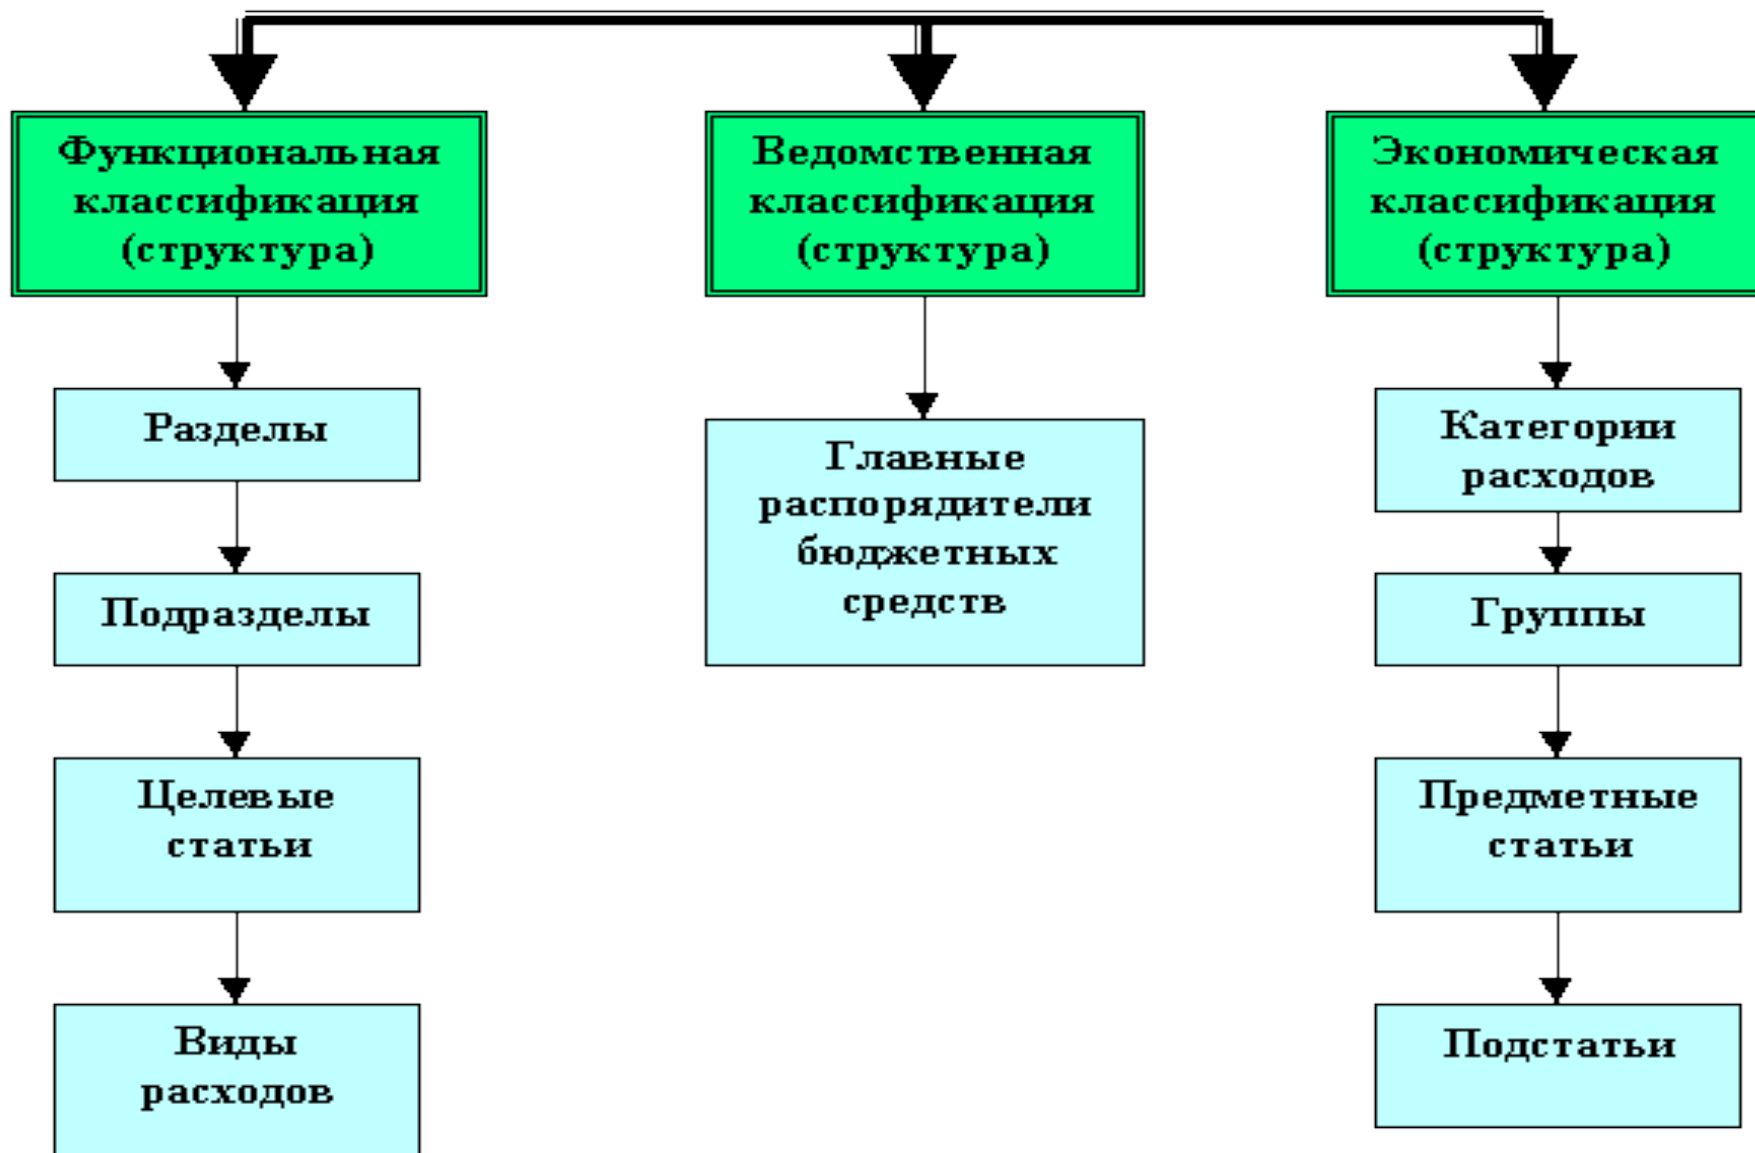 Функциональная
классификация
(структура)
Ведомственная
классификация
(структура)
Экономическая
классификация
(структура)
Разделы
Подразделы
Целевые
статьи
Виды
расходов
Главные
распорядители
бюджетных
средств
Категории
расходов
Группы
Предметные
статьи
Подстатьи